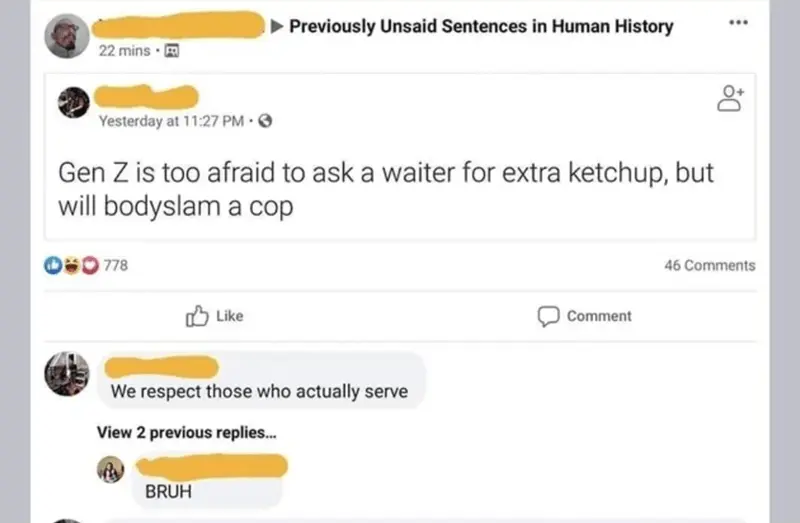 Previously Unsaid Sentences in Human History
22 mins ·
Yesterday at 11:27 PM ·
Gen Z is too afraid to ask a waiter for extra ketchup, but
will bodyslam a cop
778
46 Comments
Like
Comment
We respect those who actually serve
View 2 previous replies...
BRUH